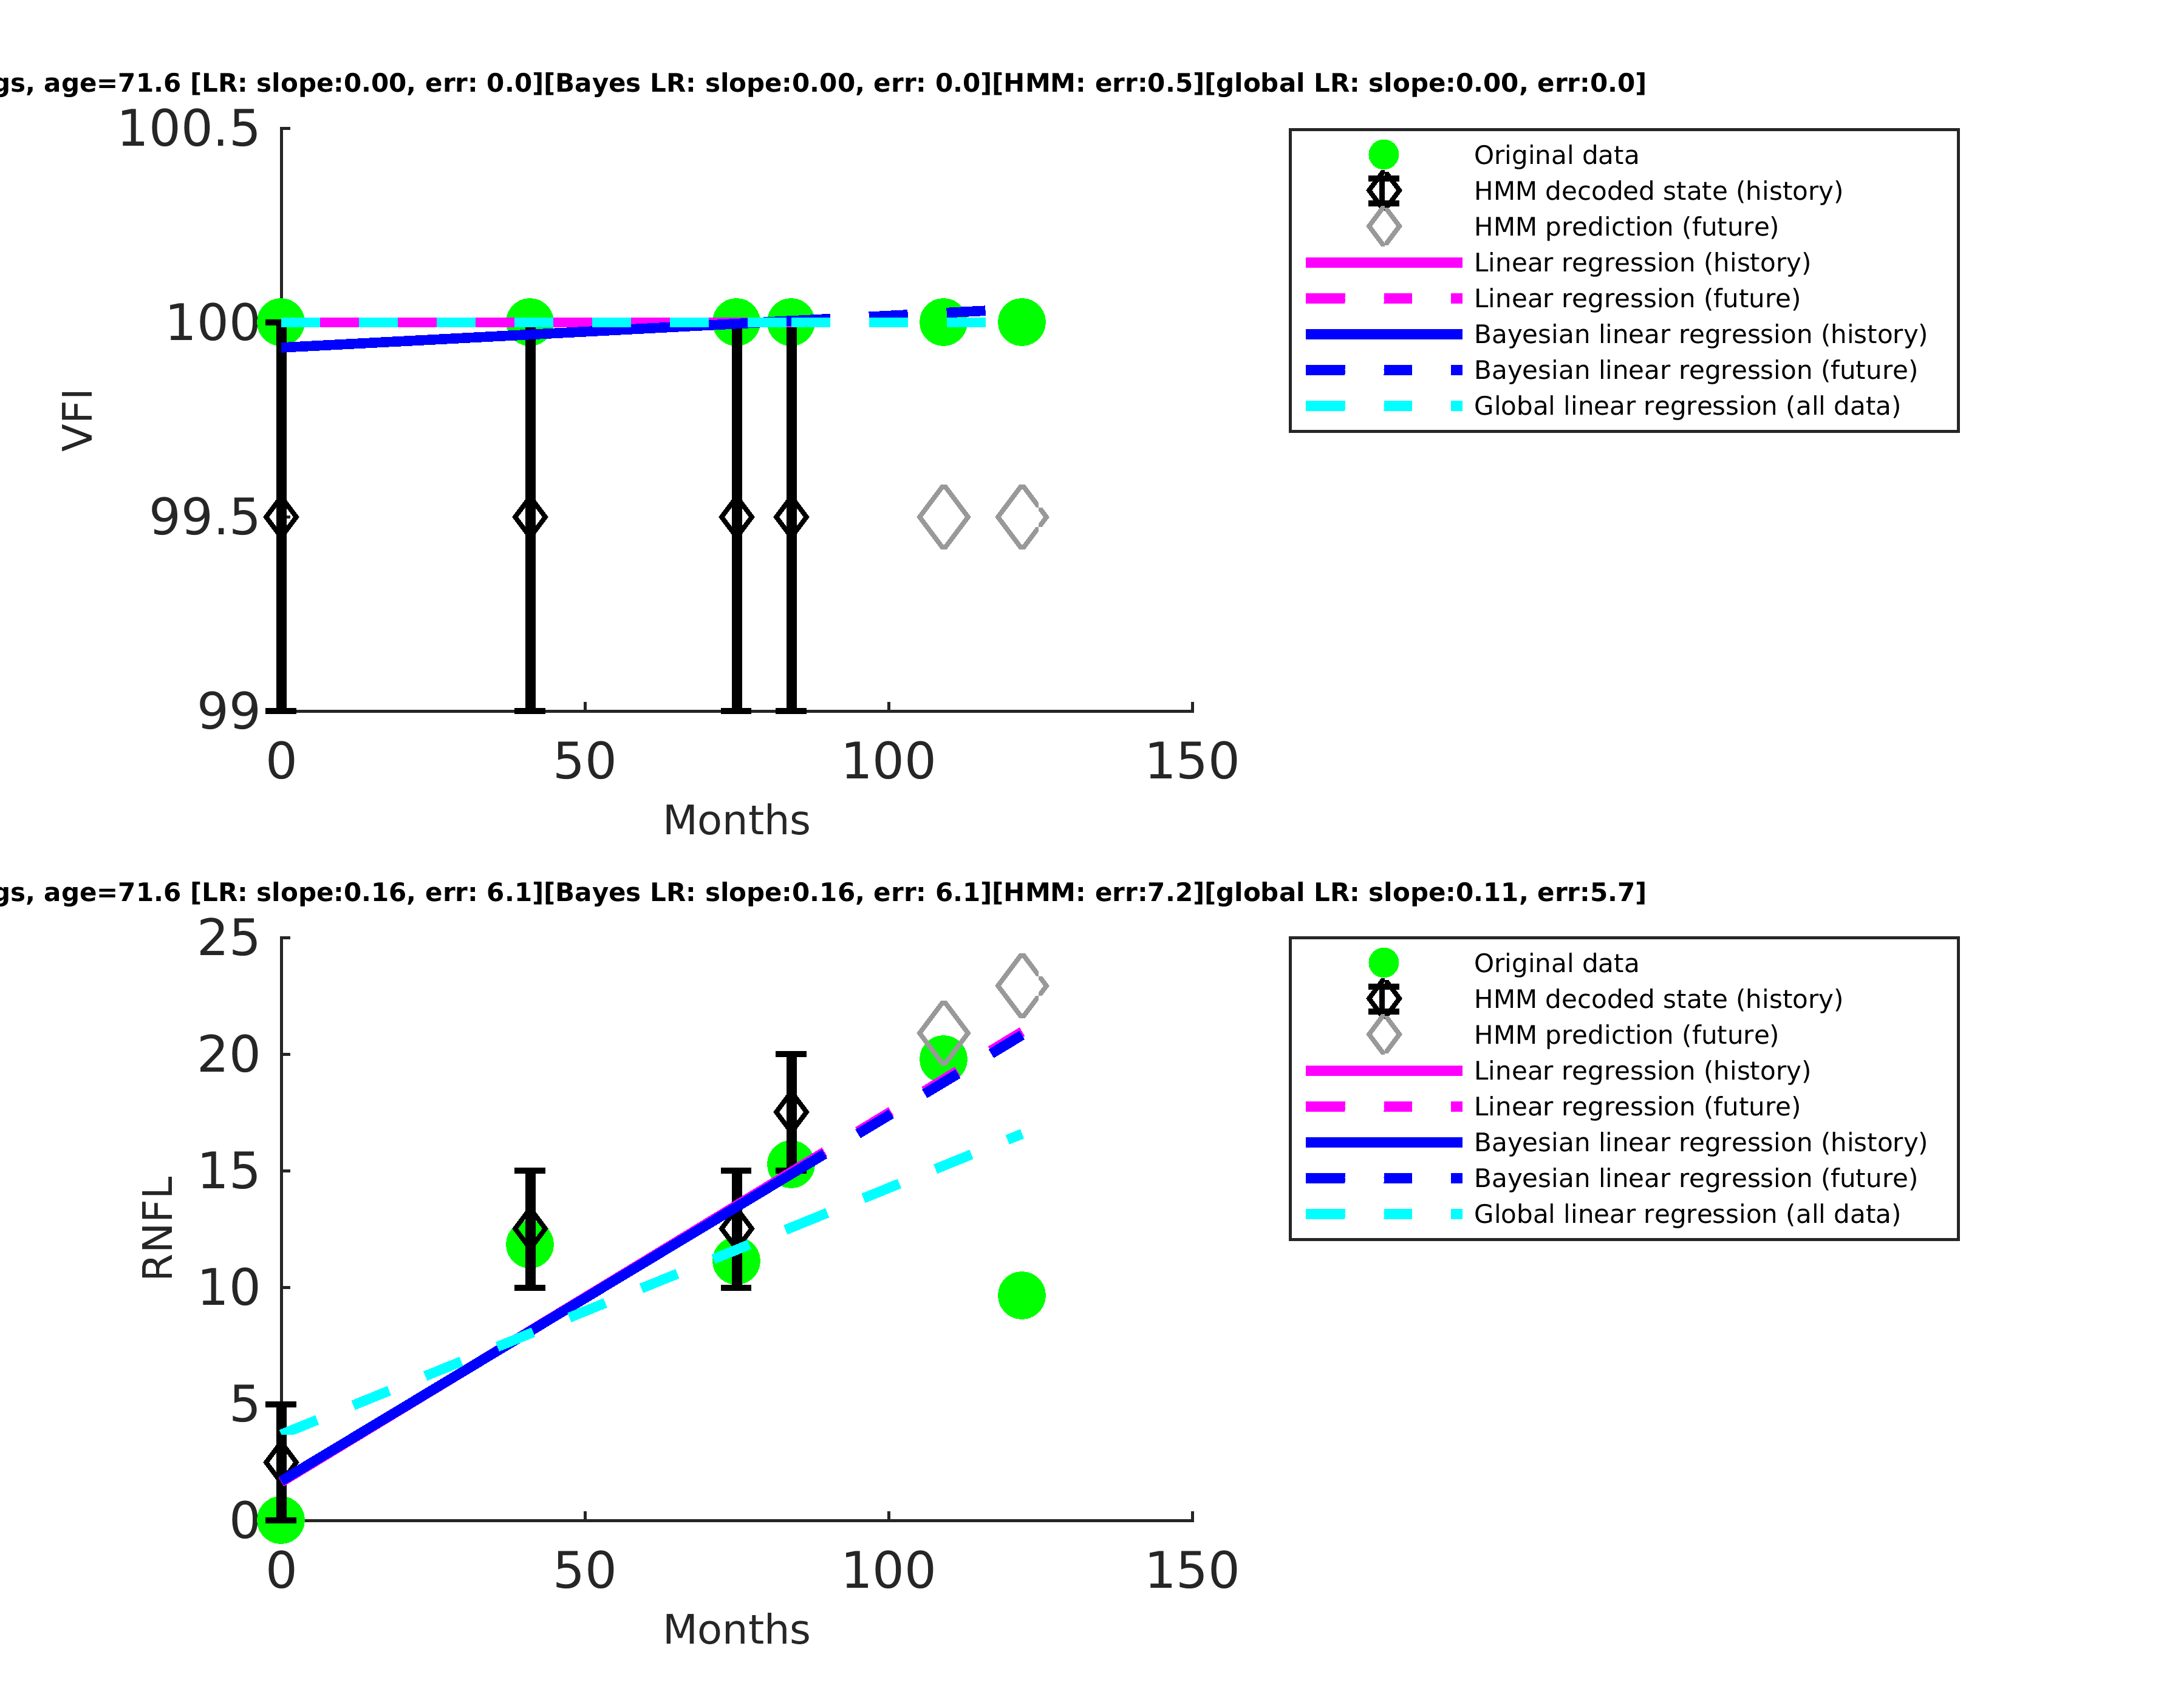 gs, age=71.6 [LR: slope:0.00, err: 0.0][Bayes LR: slope:0.00, err: 0.0][HMM: err:0.5][global LR: slope:0.00, err:0.0]
100.5
100
99.5
99
VFI
0 50 100 150
Months
Original data
HMM decoded state (history)
HMM prediction (future)
Linear regression (history)
Linear regression (future)
Bayesian linear regression (history)
Bayesian linear regression (future)
Global linear regression (all data)
gs, age=71.6 [LR: slope:0.16, err: 6.1][Bayes LR: slope:0.16, err: 6.1][HMM: err:7.2][global LR: slope:0.11, err:5.7]
25
20
15
10
5
0
RNFL
0 50 100 150
Months
Original data
HMM decoded state (history)
HMM prediction (future)
Linear regression (history)
Linear regression (future)
Bayesian linear regression (history)
Bayesian linear regression (future)
Global linear regression (all data)